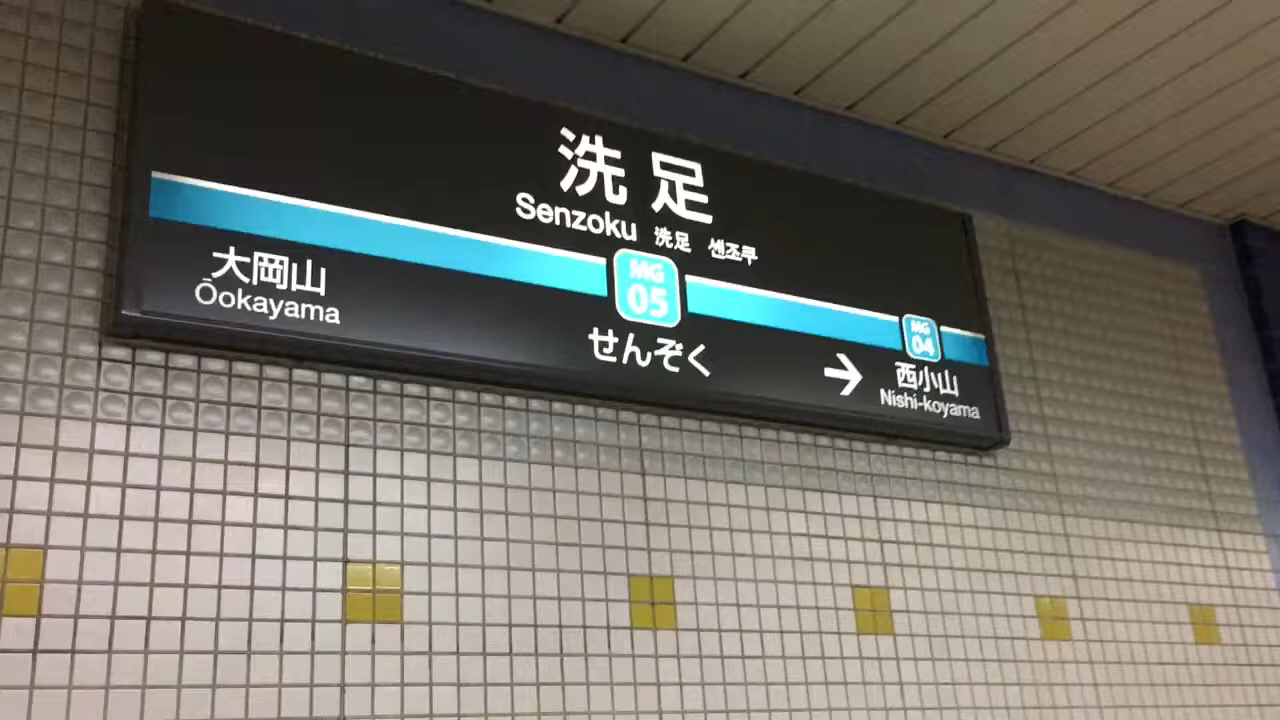 洗足
Senzoku 洗足 센조쿠
MG
05
せんぞく
大岡山
Ōokayama
→
MG
04
西小山
Nishi-koyama